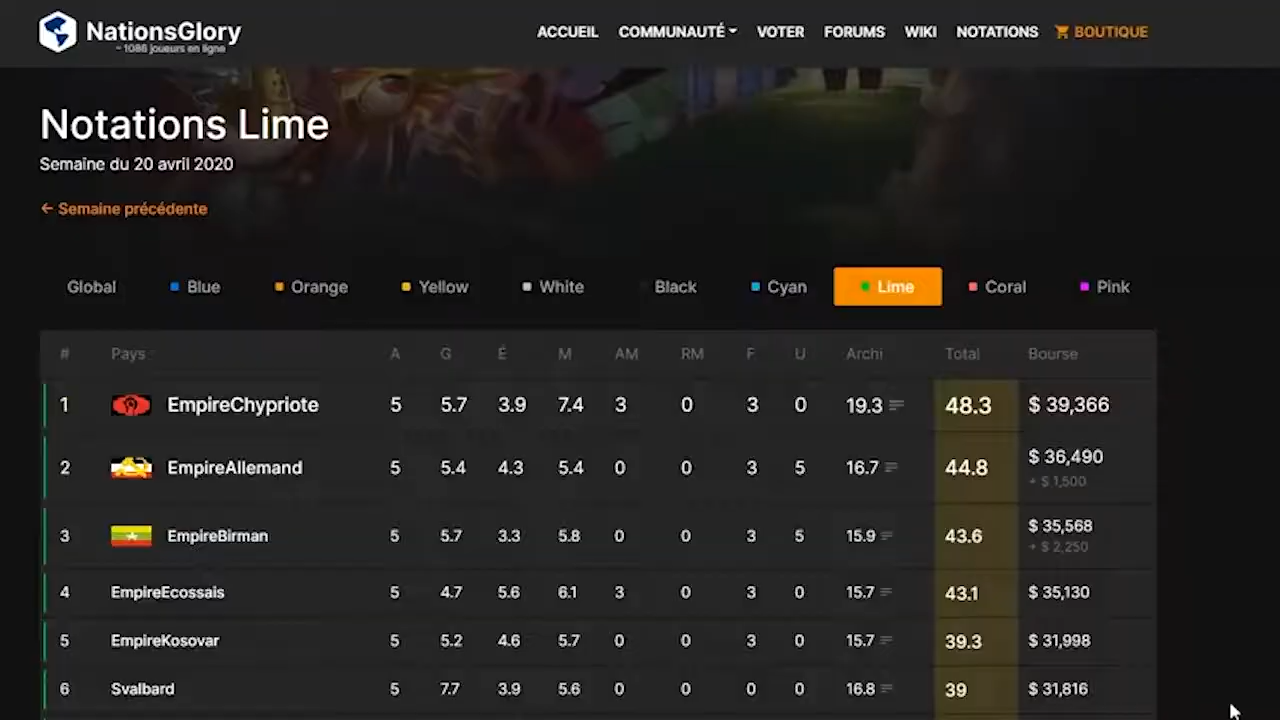 NationsGlory
~ 1086 joueurs en ligne
ACCUEIL COMMUNAUTÉ VOTER FORUMS WIKI NOTATIONS BOUTIQUE
Notations Lime
Semaine du 20 avril 2020
← Semaine précédente
Global Blue Orange Yellow White Black Cyan Lime Coral Pink
# Pays A G É M AM RM F U Archi Total Bourse
1 EmpireChypriote 5 5.7 3.9 7.4 3 0 3 0 19.3 48.3 $ 39,366
2 EmpireAllemand 5 5.4 4.3 5.4 0 0 3 5 16.7 44.8 $ 36,490
+ $ 1,500
3 EmpireBirman 5 5.7 3.3 5.8 0 0 3 5 15.9 43.6 $ 35,568
+ $ 2,250
4 EmpireEcossais 5 4.7 5.6 6.1 3 0 3 0 15.7 43.1 $ 35,130
5 EmpireKosovar 5 5.2 4.6 5.7 0 0 3 0 15.7 39.3 $ 31,998
6 Svalbard 5 7.7 3.9 5.6 0 0 0 0 16.8 39 $ 31,816